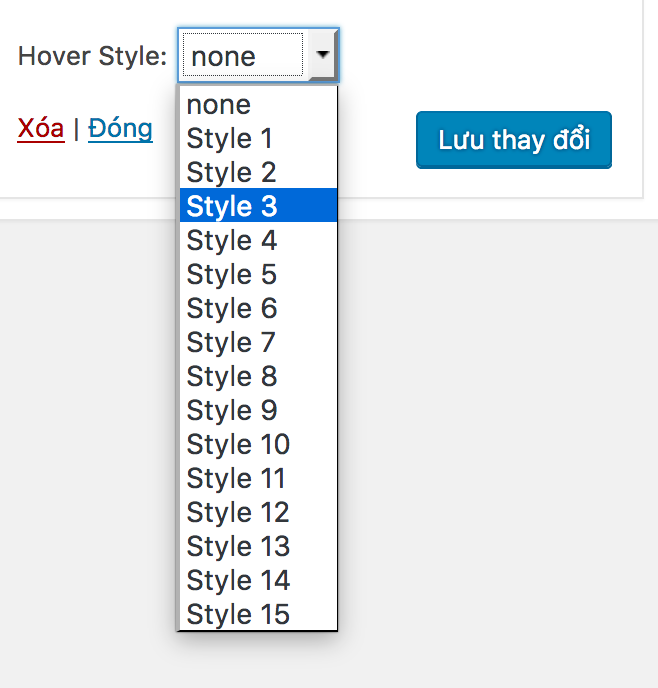 Hover Style: none
none
Xóa | Đóng
Lưu thay đổi
Style 1
Style 2
Style 3
Style 4
Style 5
Style 6
Style 7
Style 8
Style 9
Style 10
Style 11
Style 12
Style 13
Style 14
Style 15